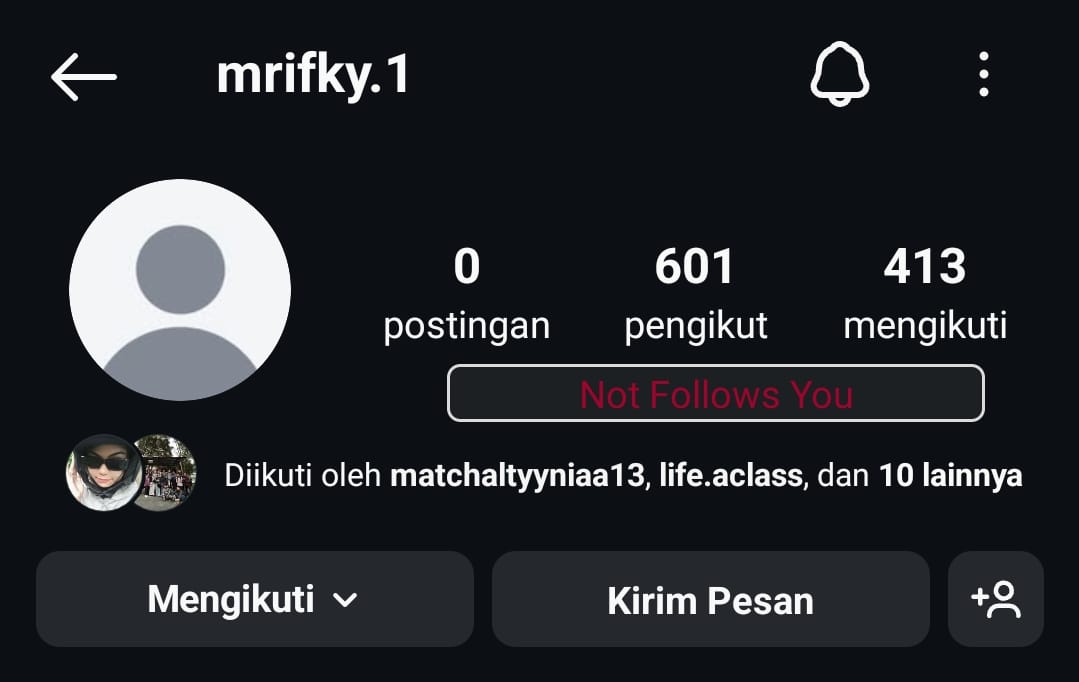 mrifky.1
0 601 413
postingan pengikut mengikuti
Not Follows You
Diikuti oleh matchaltyyniaa13, life.aclass, dan 10 lainnya
Mengikuti Kirim Pesan